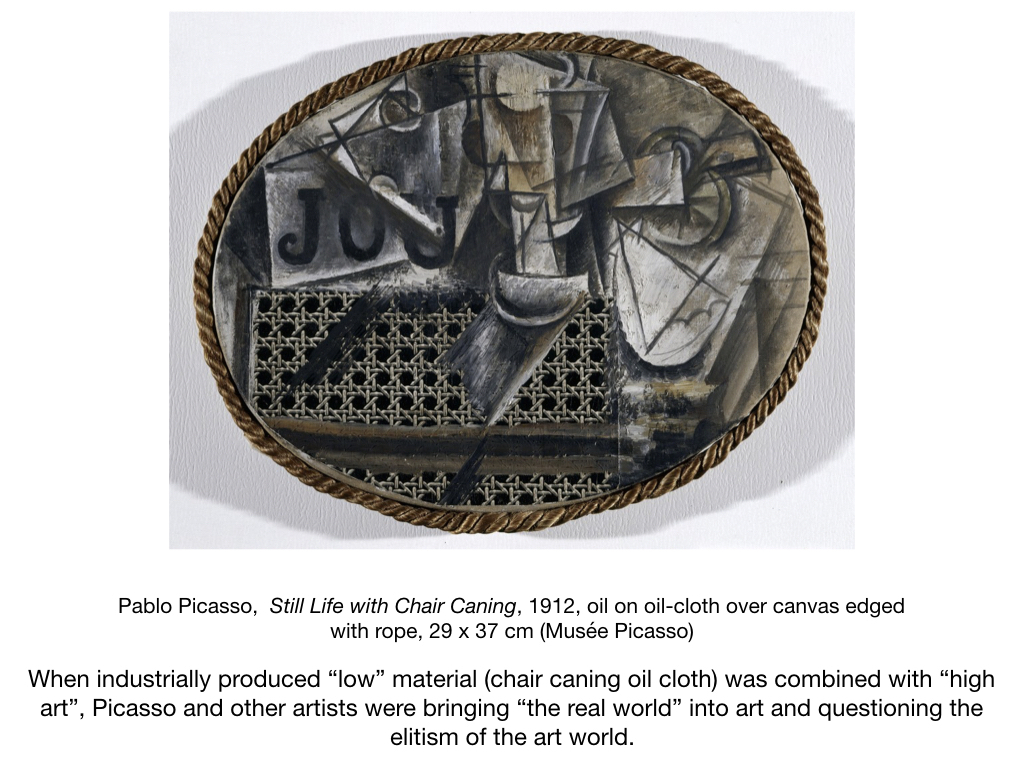 JOU
Pablo Picasso,  Still Life with Chair Caning, 1912, oil on oil-cloth over canvas edged
with rope, 29 x 37 cm (Musée Picasso)
When industrially produced “low” material (chair caning oil cloth) was combined with “high
art”, Picasso and other artists were bringing “the real world” into art and questioning the
elitism of the art world.